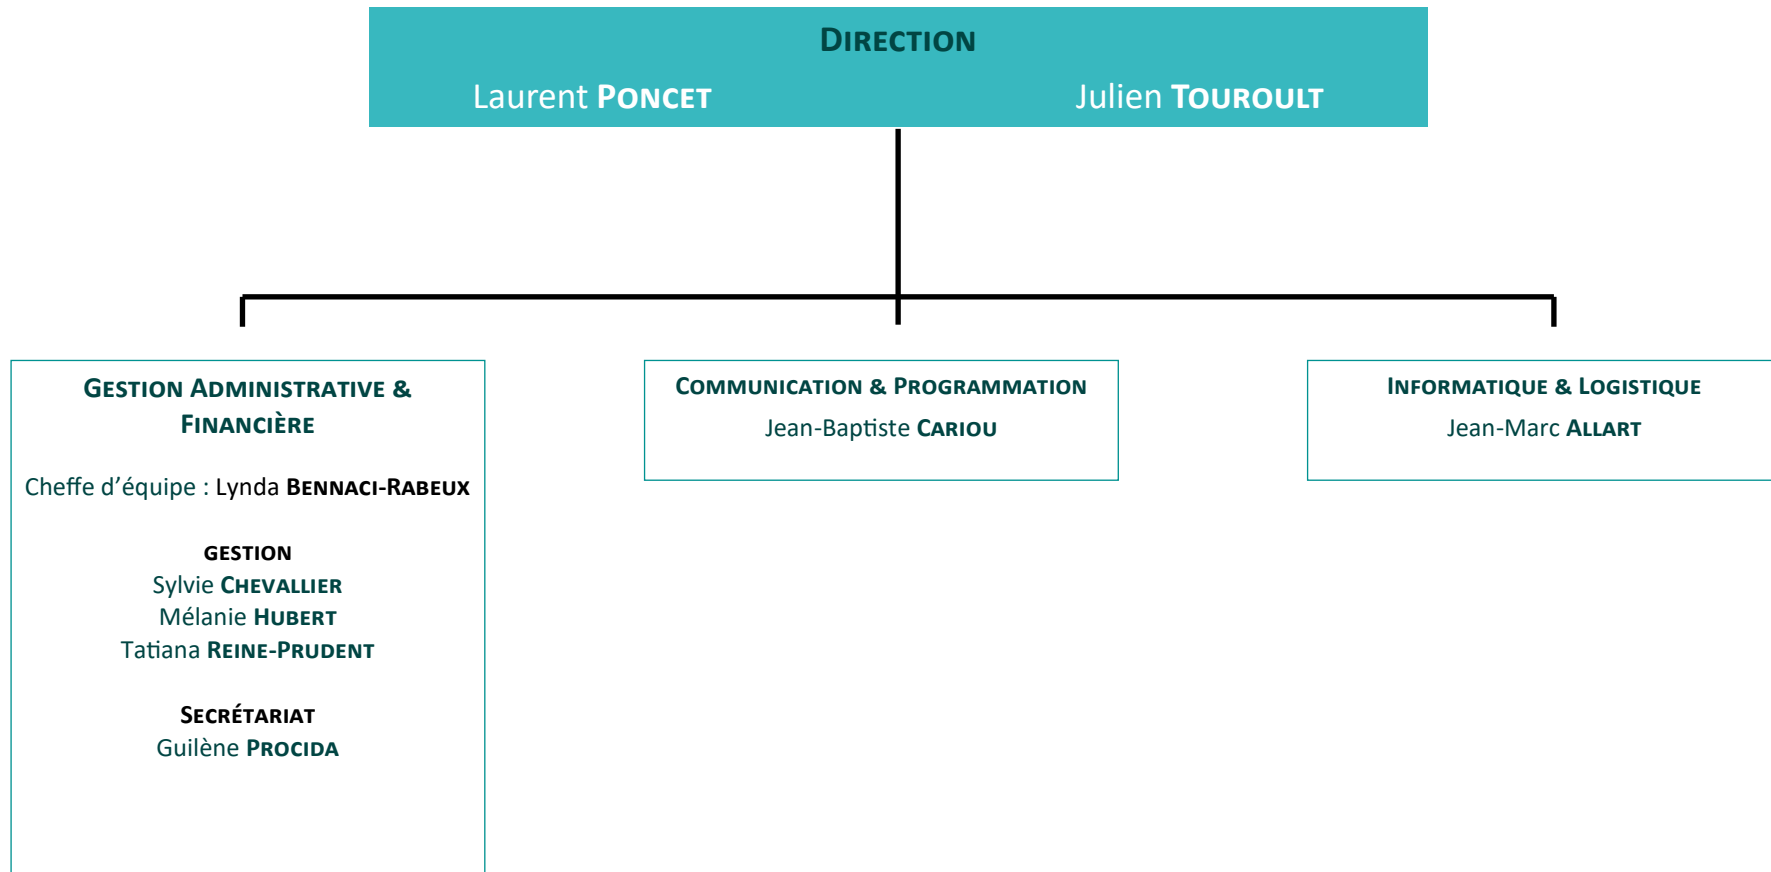 DIRECTION
Laurent PONCET Julien TOUROULT
GESTION ADMINISTRATIVE &
FINANCIÈRE
Cheffe d’équipe : Lynda BENNACI-RABEUX
GESTION
Sylvie CHEVALLIER
Mélanie HUBERT
Tatiana REINE-PRUDENT
SECRÉTARIAT
Guilène PROCIDA
COMMUNICATION & PROGRAMMATION
Jean-Baptiste CARIOU
INFORMATIQUE & LOGISTIQUE
Jean-Marc ALLART